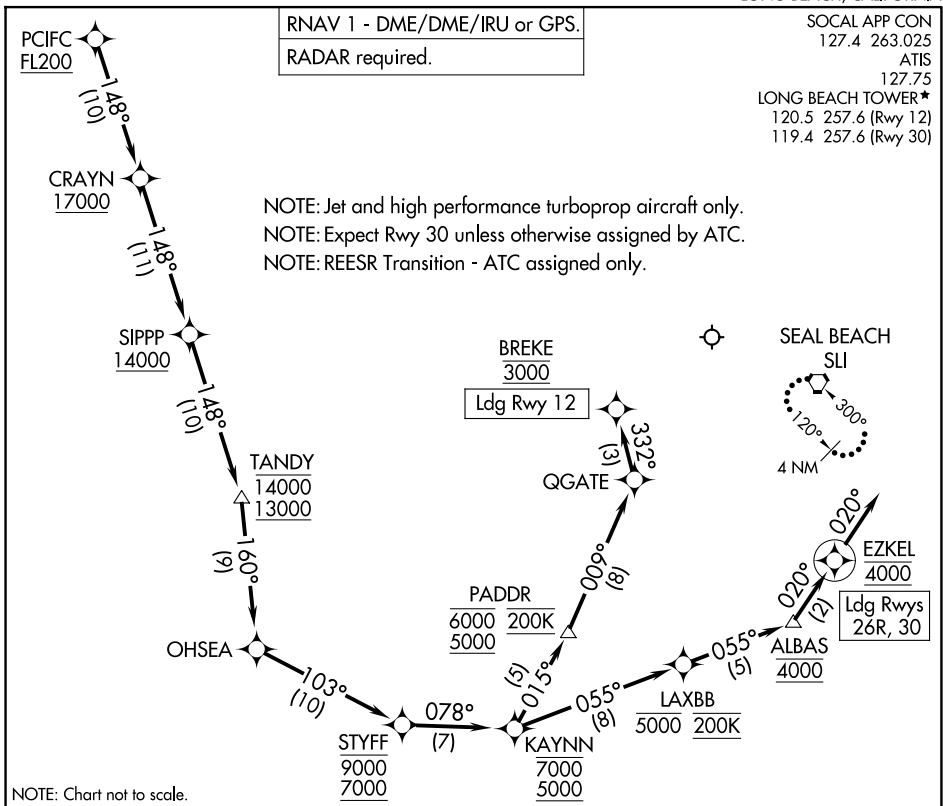 RNAV 1 - DME/DME/IRU or GPS.
RADAR required.
SOCAL APP CON
127.4 263.025
ATIS
127.75
LONG BEACH TOWER★
120.5 257.6 (Rwy 12)
119.4 257.6 (Rwy 30)
PCIFC
FL200
148°
(10)
CRAYN
17000
148°
(11)
NOTE: Jet and high performance turboprop aircraft only.
NOTE: Expect Rwy 30 unless otherwise assigned by ATC.
NOTE: REESR Transition - ATC assigned only.
SIPPP
14000
148°
(10)
TANDY
14000
13000
160°
(9)
OHSEA
103°
(10)
STYFF
9000
7000
078°
(7)
KAYNN
7000
5000
015°
(5)
PADDR
6000 200K
5000
009°
(8)
QGATE
332°
(3)
BREKE
3000
Ldg Rwy 12
055°
(8)
LAXBB
5000 200K
055°
(5)
ALBAS
4000
020°
(2)
EZKEL
4000
020°
Ldg Rwys
26R, 30
SEAL BEACH
SLI
300°
120°
4 NM
NOTE: Chart not to scale.